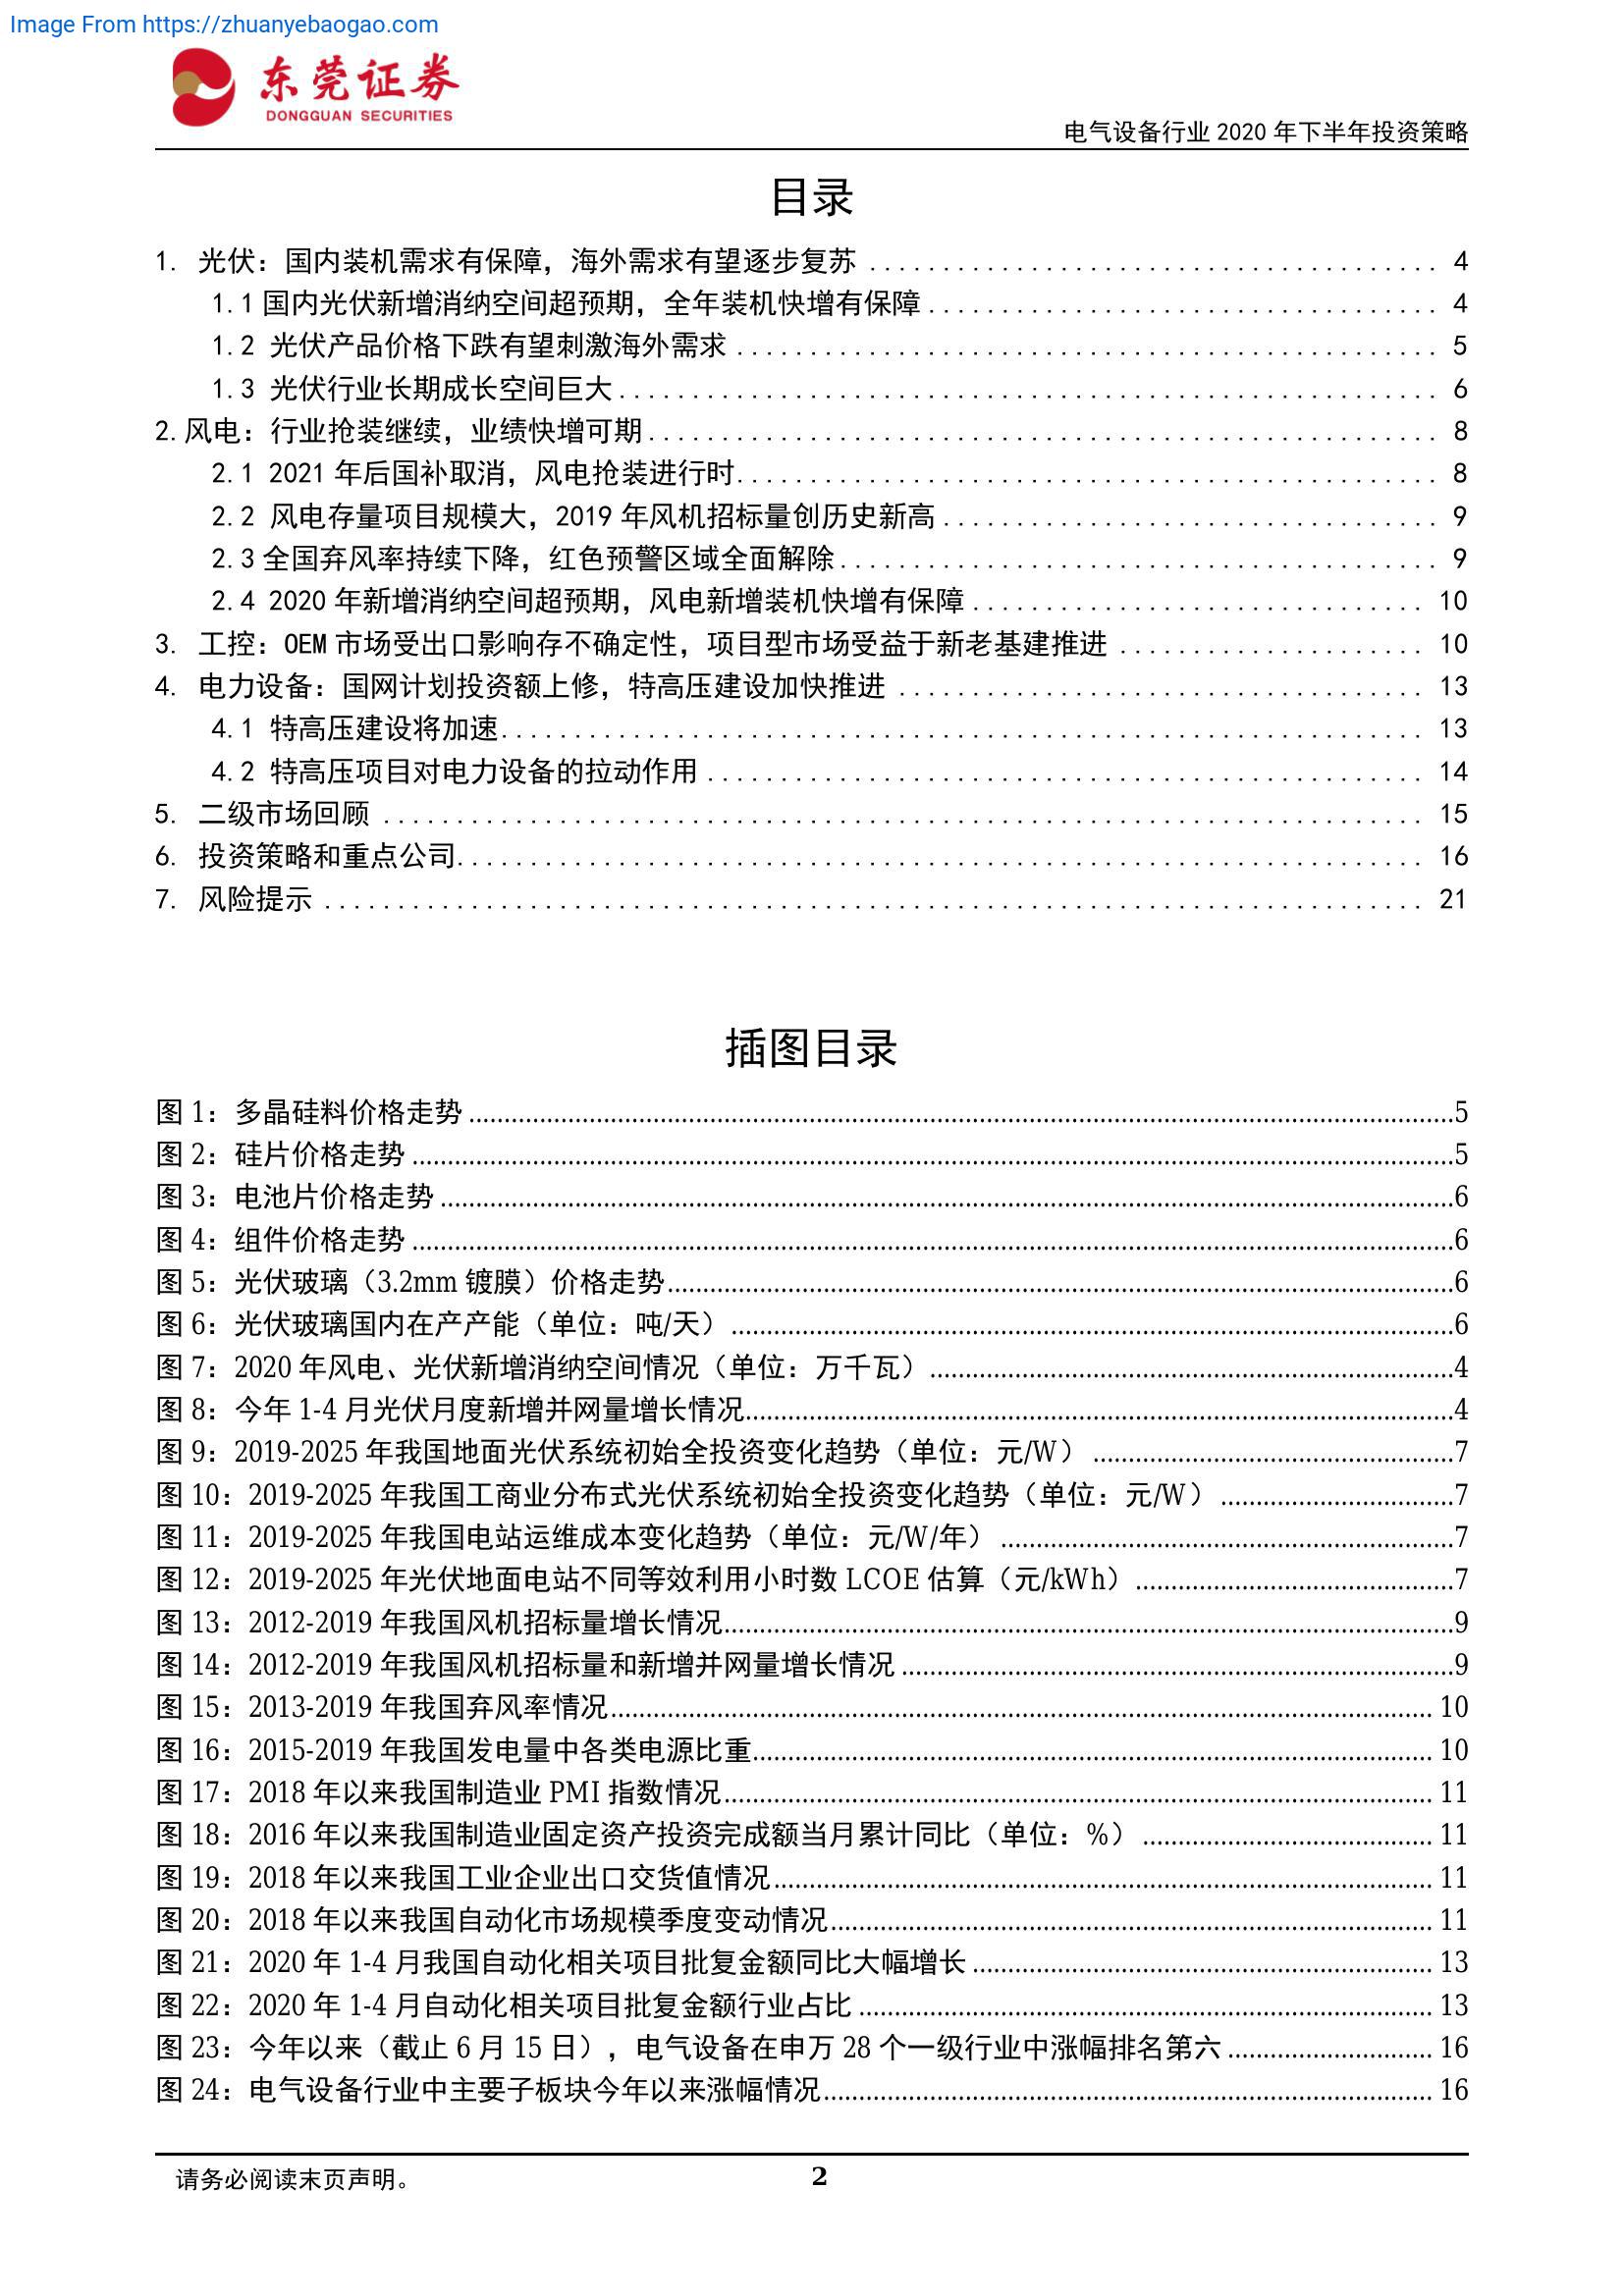 Image From https://zhuanyebaogao.com
东莞证券
DONGGUAN SECURITIES
电气设备行业 2020 年下半年投资策略
目录
1. 光伏：国内装机需求有保障，海外需求有望逐步复苏 ........................................ 4
1.1 国内光伏新增消纳空间超预期，全年装机快增有保障 .................................... 4
1.2 光伏产品价格下跌有望刺激海外需求 ................................................ 5
1.3 光伏行业长期成长空间巨大 ........................................................ 6
2.风电：行业抢装继续，业绩快增可期 ...................................................... 8
2.1 2021 年后国补取消，风电抢装进行时 ................................................ 8
2.2 风电存量项目规模大，2019 年风机招标量创历史新高 .................................. 9
2.3 全国弃风率持续下降，红色预警区域全面解除 ......................................... 9
2.4 2020 年新增消纳空间超预期，风电新增装机快增有保障 ............................... 10
3. 工控：OEM 市场受出口影响存不确定性，项目型市场受益于新老基建推进 ..................... 10
4. 电力设备：国网计划投资额上修，特高压建设加快推进 .................................... 13
4.1 特高压建设将加速 ............................................................... 13
4.2 特高压项目对电力设备的拉动作用 ................................................. 14
5. 二级市场回顾 ....................................................................... 15
6. 投资策略和重点公司 .................................................................. 16
7. 风险提示 ........................................................................... 21
插图目录
图 1：多晶硅料价格走势 ....................................................................5
图 2：硅片价格走势 ........................................................................5
图 3：电池片价格走势 ......................................................................6
图 4：组件价格走势 ........................................................................6
图 5：光伏玻璃（3.2mm 镀膜）价格走势 ......................................................6
图 6：光伏玻璃国内在产产能（单位：吨/天） ..................................................6
图 7：2020 年风电、光伏新增消纳空间情况（单位：万千瓦） ....................................4
图 8：今年 1-4 月光伏月度新增并网量增长情况 ................................................4
图 9：2019-2025 年我国地面光伏系统初始全投资变化趋势（单位：元/W） .........................7
图 10：2019-2025 年我国工商业分布式光伏系统初始全投资变化趋势（单位：元/W） ................7
图 11：2019-2025 年我国电站运维成本变化趋势（单位：元/W/年） ...............................7
图 12：2019-2025 年光伏地面电站不同等效利用小时数 LCOE 估算（元/kWh） ......................7
图 13：2012-2019 年我国风机招标量增长情况 ..................................................9
图 14：2012-2019 年我国风机招标量和新增并网量增长情况 ......................................9
图 15：2013-2019 年我国弃风率情况 ........................................................ 10
图 16：2015-2019 年我国发电量中各类电源比重 .............................................. 10
图 17：2018 年以来我国制造业 PMI 指数情况 ................................................. 11
图 18：2016 年以来我国制造业固定资产投资完成额当月累计同比（单位：%） ..................... 11
图 19：2018 年以来我国工业企业出口交货值情况 ............................................. 11
图 20：2018 年以来我国自动化市场规模季度变动情况 ......................................... 11
图 21：2020 年 1-4 月我国自动化相关项目批复金额同比大幅增长 ............................... 13
图 22：2020 年 1-4 月自动化相关项目批复金额行业占比 ....................................... 13
图 23：今年以来（截止 6 月 15 日），电气设备在申万 28 个一级行业中涨幅排名第六 .............. 16
图 24：电气设备行业中主要子板块今年以来涨幅情况 ......................................... 16
请务必阅读末页声明。
2